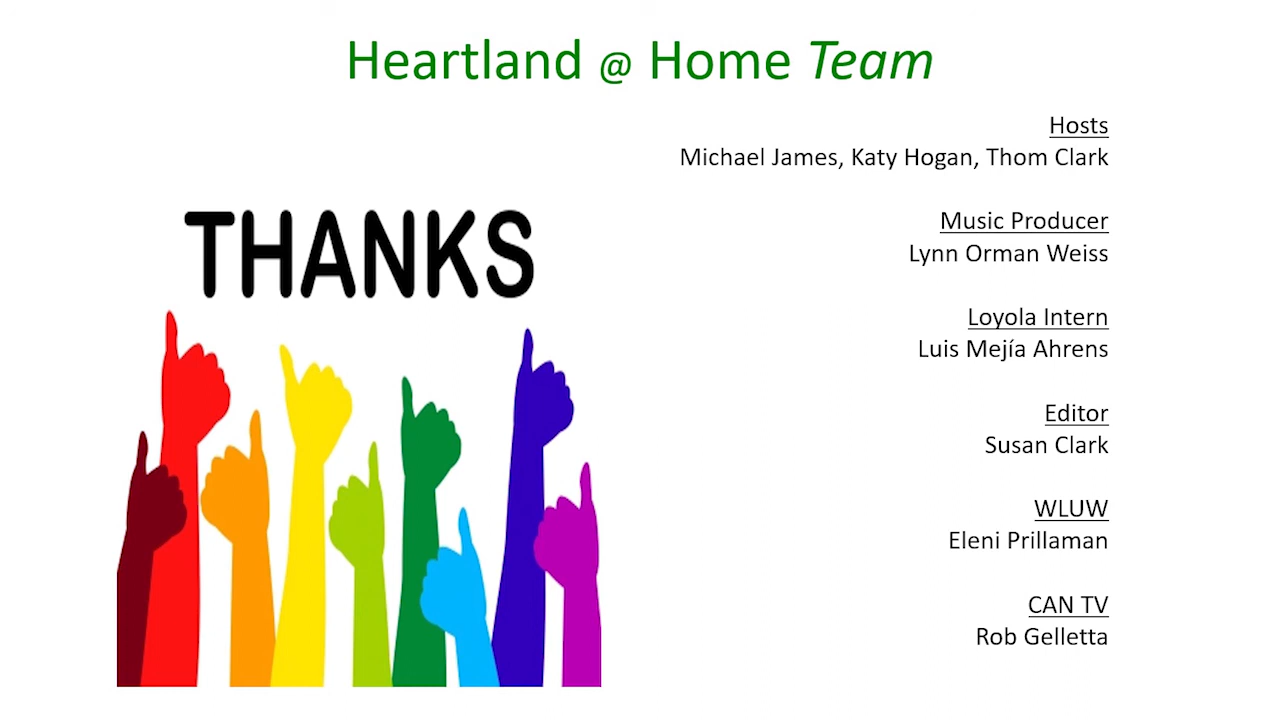 Heartland @ Home Team
Hosts
Michael James, Katy Hogan, Thom Clark
THANKS
Music Producer
Lynn Orman Weiss
Loyola Intern
Luis Mejía Ahrens
Editor
Susan Clark
WLUW
Eleni Prillaman
CAN TV
Rob Gelletta